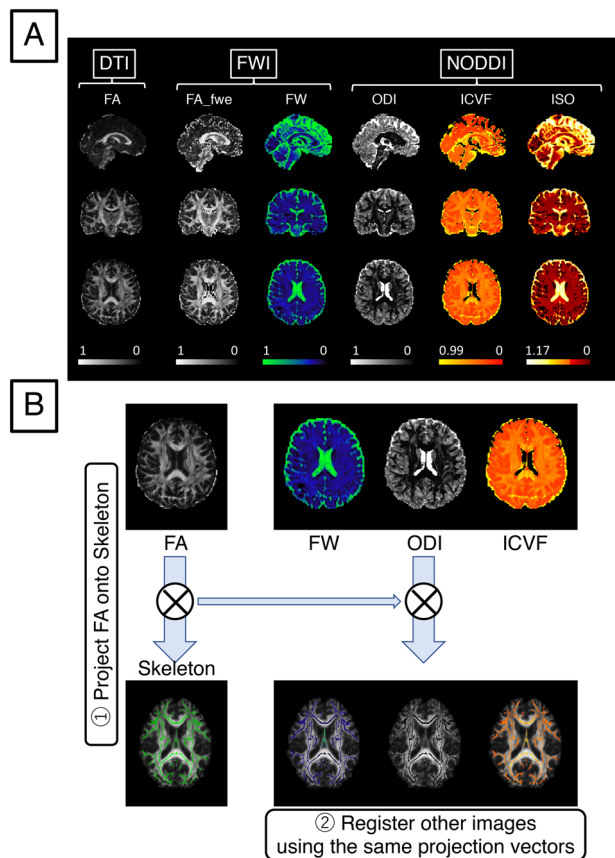 A
DTI FWI NODDI
FA FA_fwe FW ODI ICVF ISO
1 0 1 0 1 0 1 0 0.99 0 1.17 0
B
① Project FA onto Skeleton
FA FW ODI ICVF
Skeleton
② Register other images
using the same projection vectors